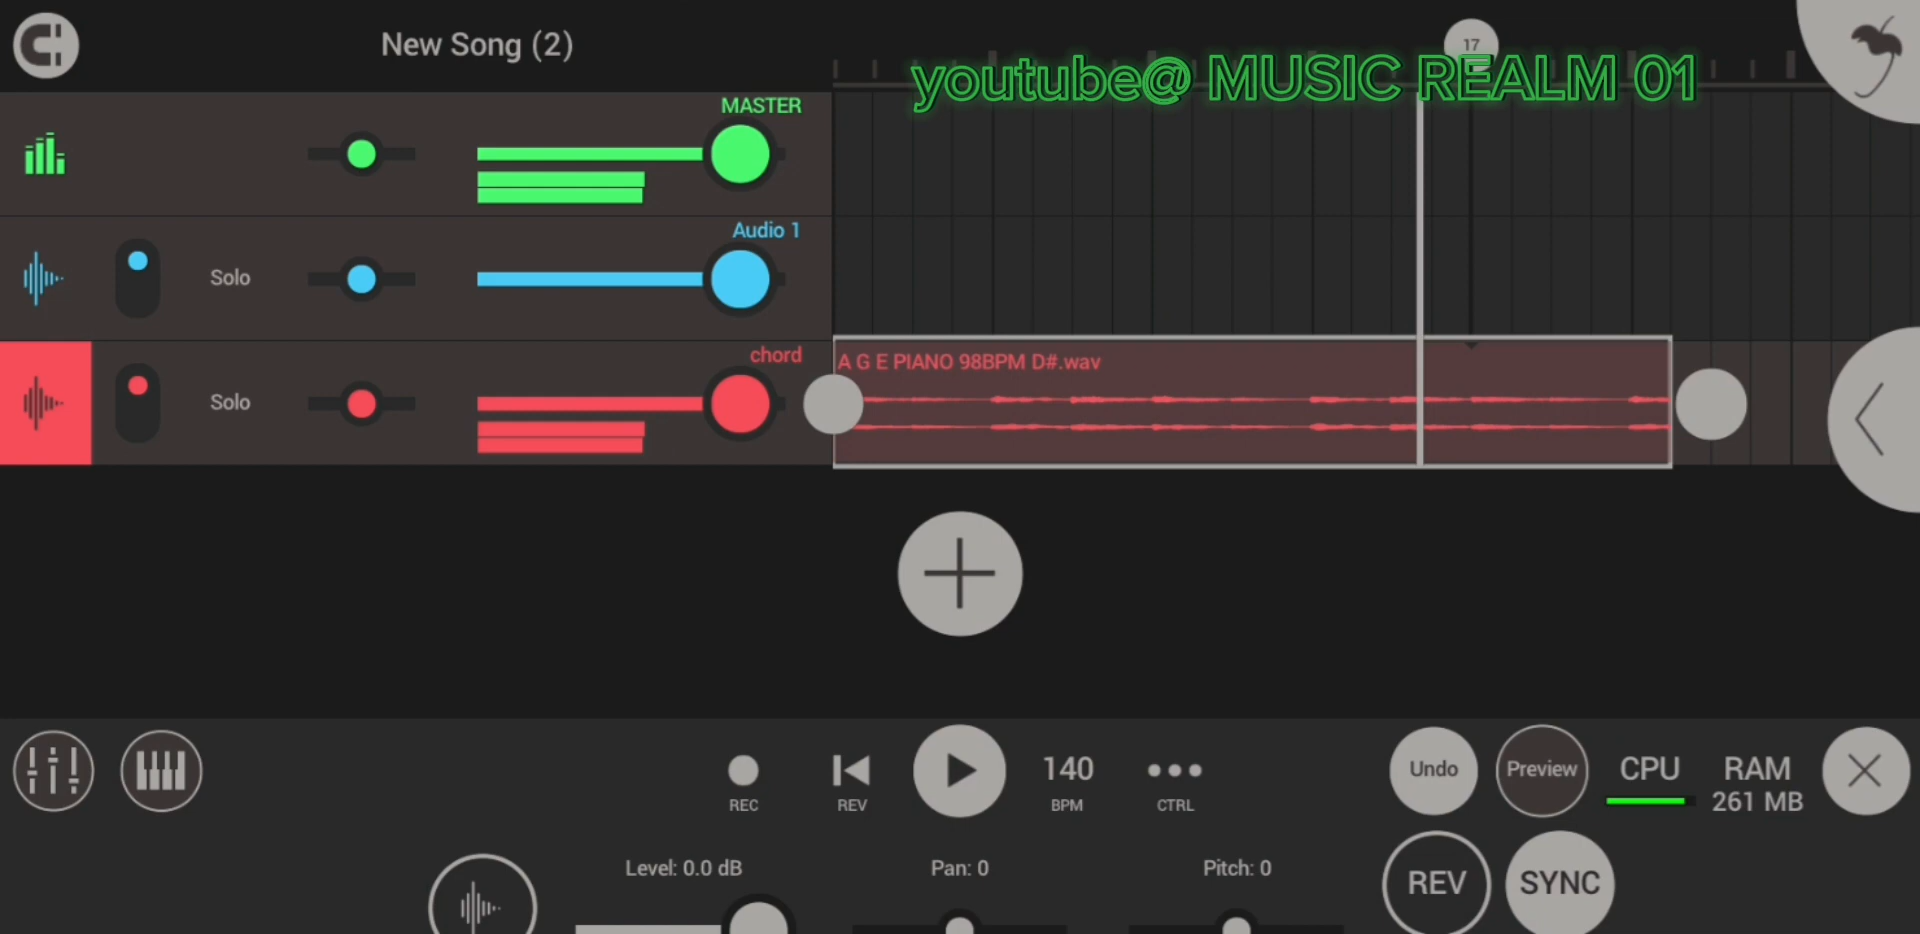 New Song (2)
17
youtube@ MUSIC REALM 01
MASTER
Audio 1
Solo
chord
Solo
A G E PIANO 98BPM D#.wav
REC
REV
140
BPM
CTRL
Undo
Preview
CPU
RAM
261 MB
Level: 0.0 dB
Pan: 0
Pitch: 0
REV
SYNC